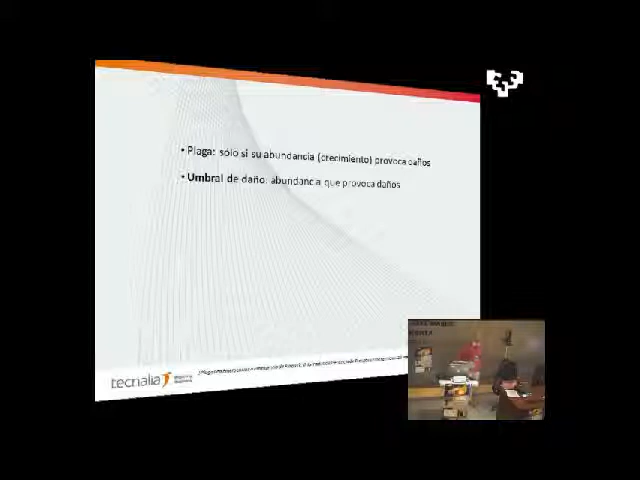 • Plaga: sólo si su abundancia (crecimiento) provoca daños
• Umbral de daño, abundancia que provoca daños
tecnalia